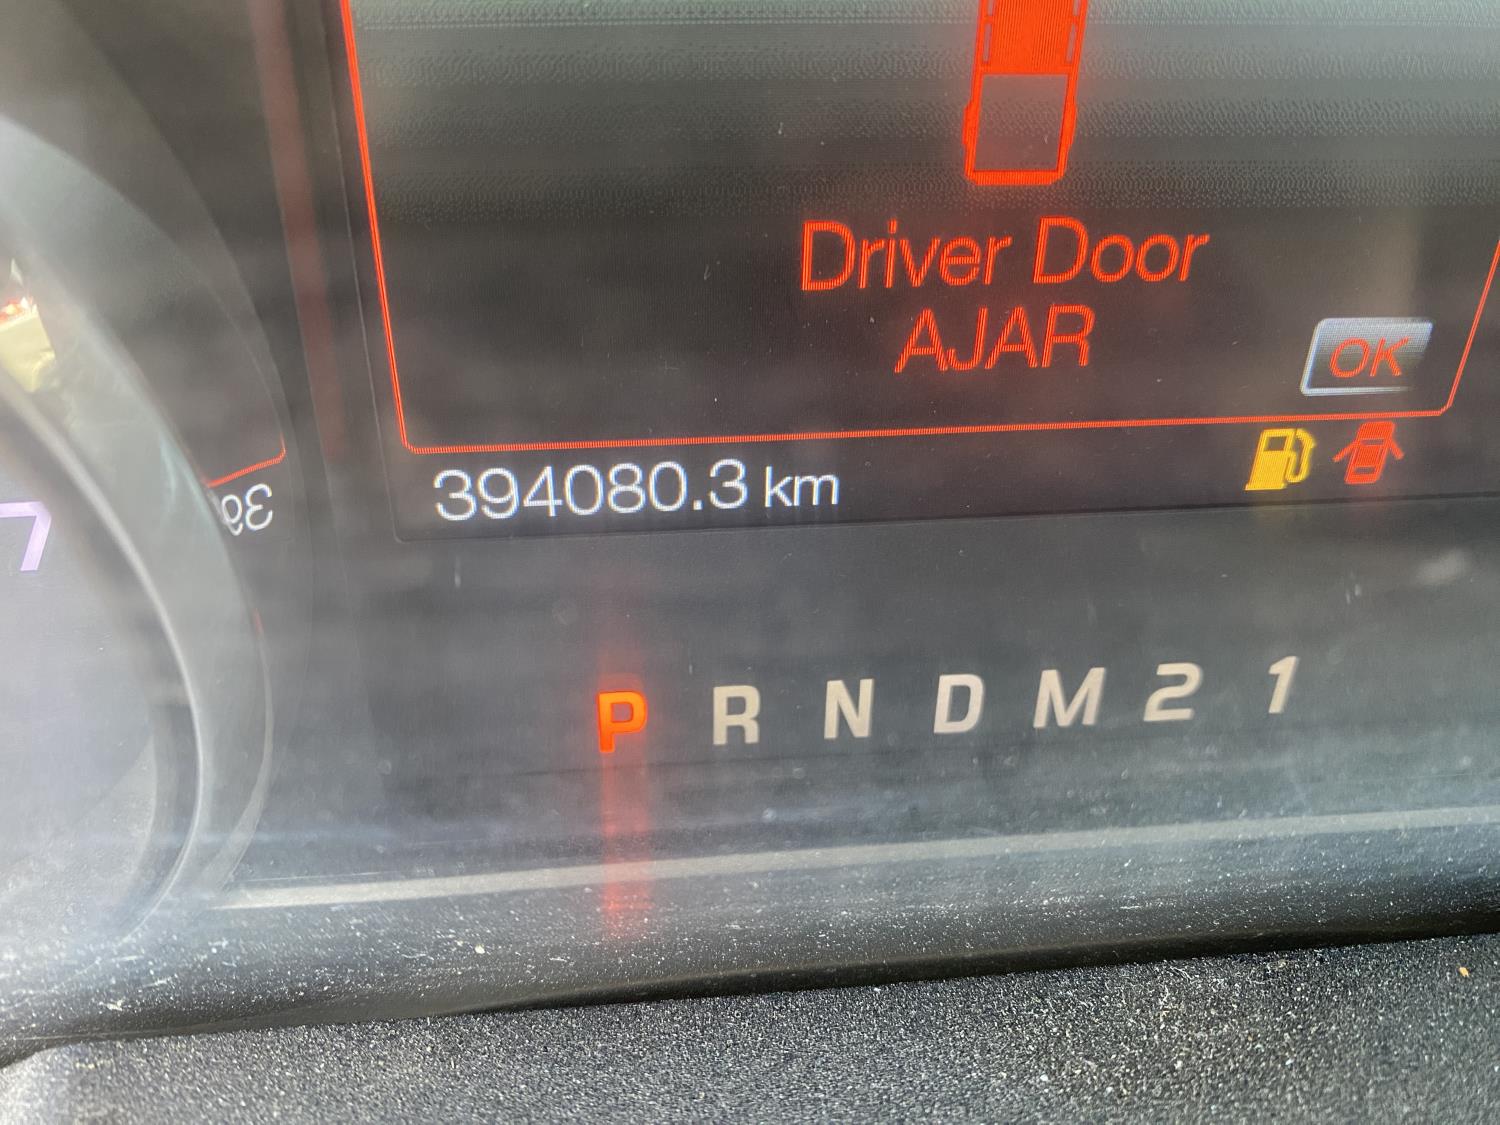 Driver Door
AJAR
OK
394080.3 km
P R N D M 2 1